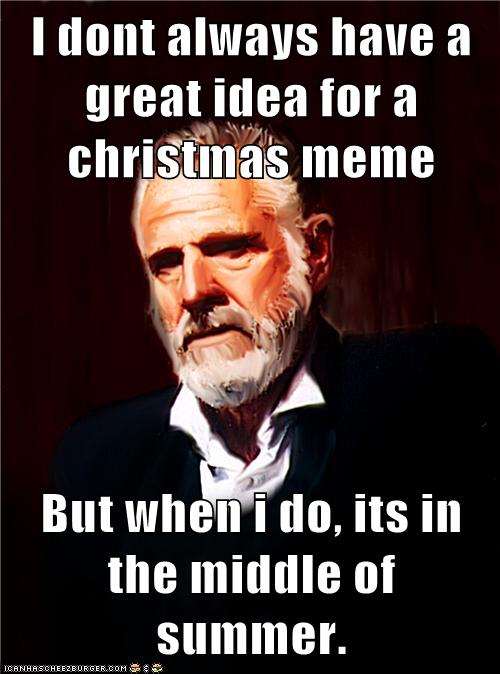 I dont always have a
great idea for a
christmas meme
But when i do, its in
the middle of
summer.
ICANHASCHEEZBURGER.COM